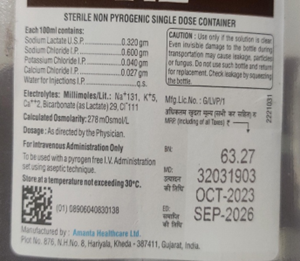 STERILE NON PYROGENIC SINGLE DOSE CONTAINER
Each 100ml contains:
Sodium Lactate U.S.P. 0.320 gm
Sodium Chloride I.P. 0.600 gm
Potassium Chloride I.P. 0.040 gm
Calcium Chloride I.P. 0.027 gm
Water for Injections I.P. q.s.
Electrolytes: Millimoles/Lit.: Na+131, K+5,
Ca++2, Bicarbonate (as Lactate) 29, Cl-111
Calculated Osmolarity: 278 mOsmol/L
Dosage: As directed by the Physician.
For Intravenous Administration Only
To be used with a pyrogen free I.V. Administration
set using aseptic technique.
Store at a temperature not exceeding 30°C.
(01) 08906040830138
Manufactured by : Amanta Healthcare Ltd.
Plot No. 876, N.H.No. 8, Hariyala, Kheda - 387411, Gujarat, India.
CAUTION : Use only if the solution is clear.
Even invisible damage to the bottle during
transportation may cause leakage, particles
or fungus. Do not use such bottle and return
for replacement. Check leakage by squeezing
the bottle.
Mfg Lic. No.: G/LVP/1
MRP. (including of all Taxes) ₹
2221031
63.27
BN:
32031903
MD:
OCT-2023
ED:
SEP-2026